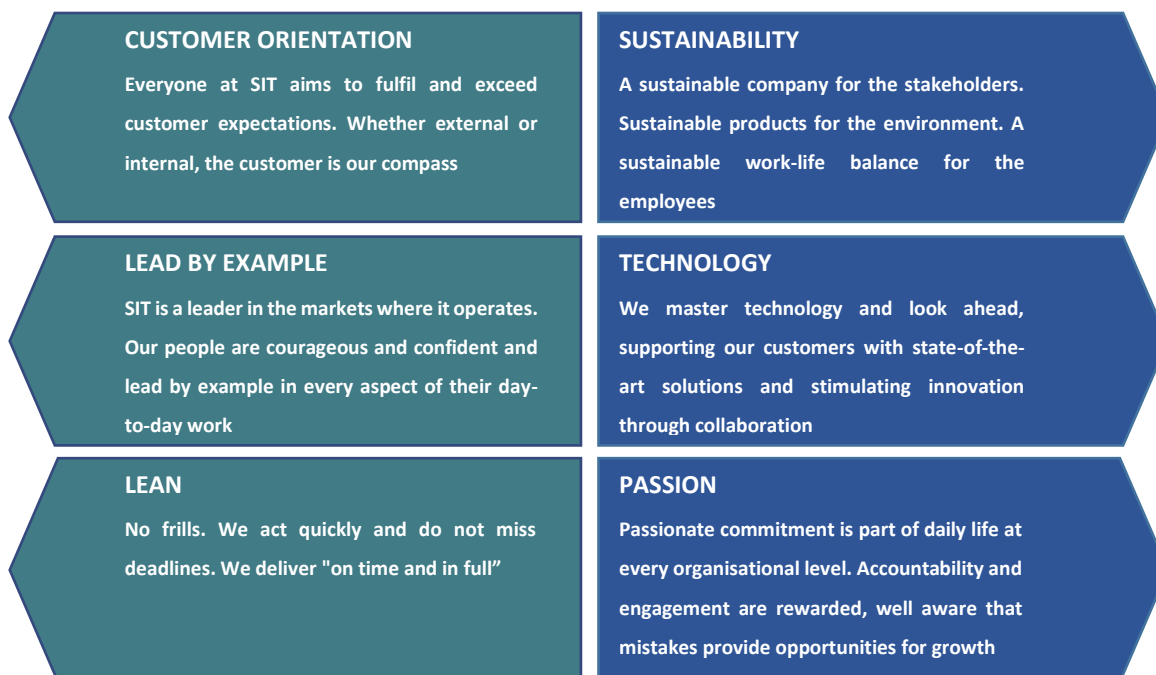 CUSTOMER ORIENTATION
Everyone at SIT aims to fulfil and exceed
customer expectations. Whether external or
internal, the customer is our compass
SUSTAINABILITY
A sustainable company for the stakeholders.
Sustainable products for the environment. A
sustainable work-life balance for the
employees
LEAD BY EXAMPLE
SIT is a leader in the markets where it operates.
Our people are courageous and confident and
lead by example in every aspect of their day-
to-day work
TECHNOLOGY
We master technology and look ahead,
supporting our customers with state-of-the-
art solutions and stimulating innovation
through collaboration
LEAN
No frills. We act quickly and do not miss
deadlines. We deliver "on time and in full”
PASSION
Passionate commitment is part of daily life at
every organisational level. Accountability and
engagement are rewarded, well aware that
mistakes provide opportunities for growth